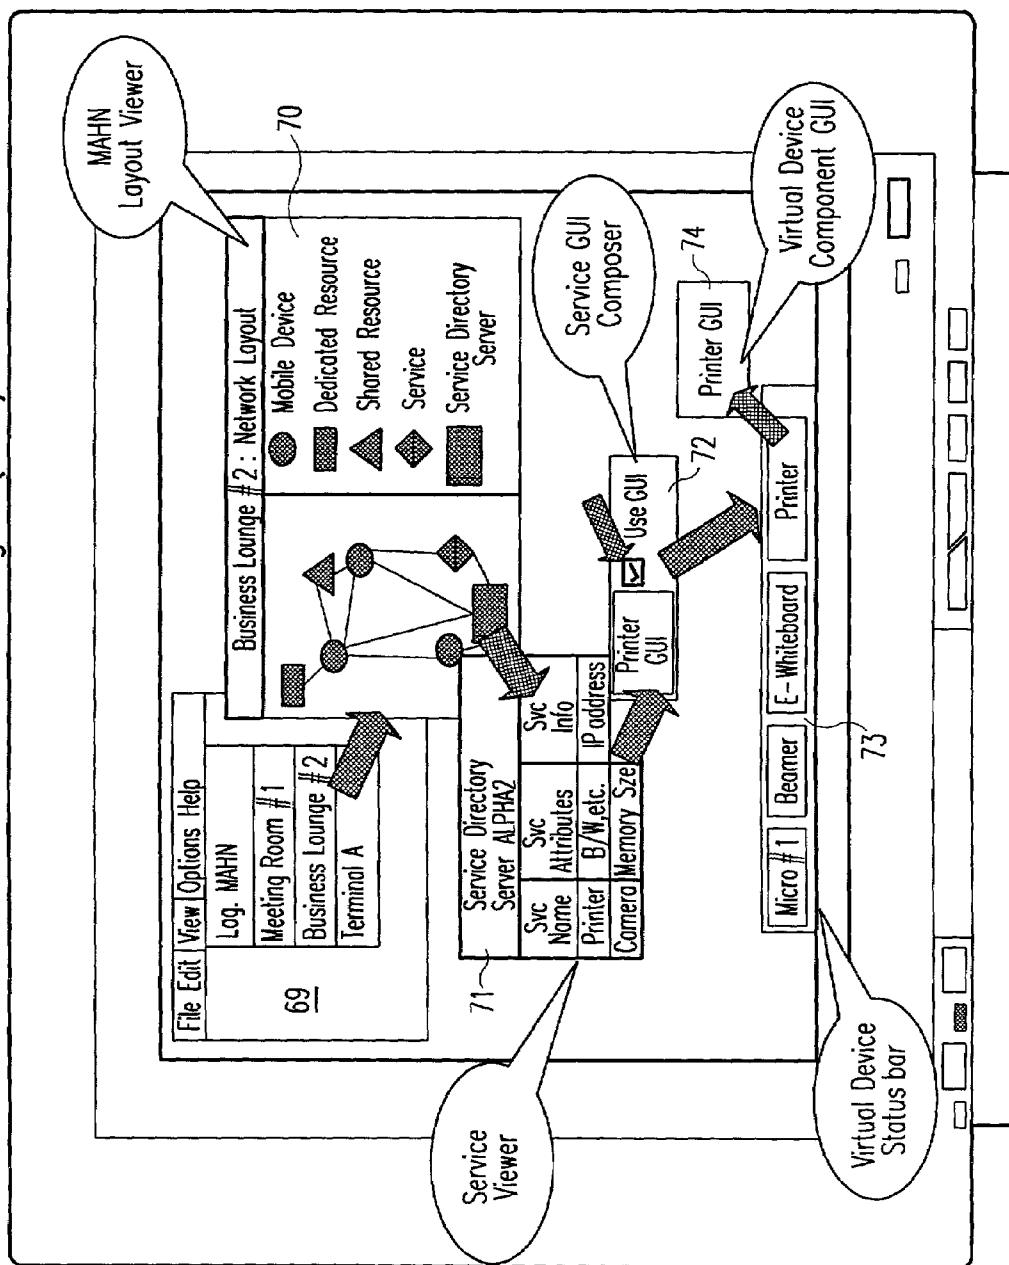 MAHN
Layout Viewer
File Edit View Options Help
Log. MAHN
Meeting Room #1
Business Lounge #2
Terminal A
69
Business Lounge #2: Network Layout
70
Mobile Device
Dedicated Resource
Shared Resource
Service
Service Directory
Server
71
Service Directory
Server ALPHA2
Svc
Name
Svc
Attributes
Svc
Info
Printer
B/W,etc.
IP address
Camera
Memory Sze
Service
Viewer
Printer
GUI
Use GUI
72
Service GUI
Composer
Printer GUI
74
Virtual Device
Component GUI
Micro #1
Beamer
E-Whiteboard
Printer
73
Virtual Device
Status bar